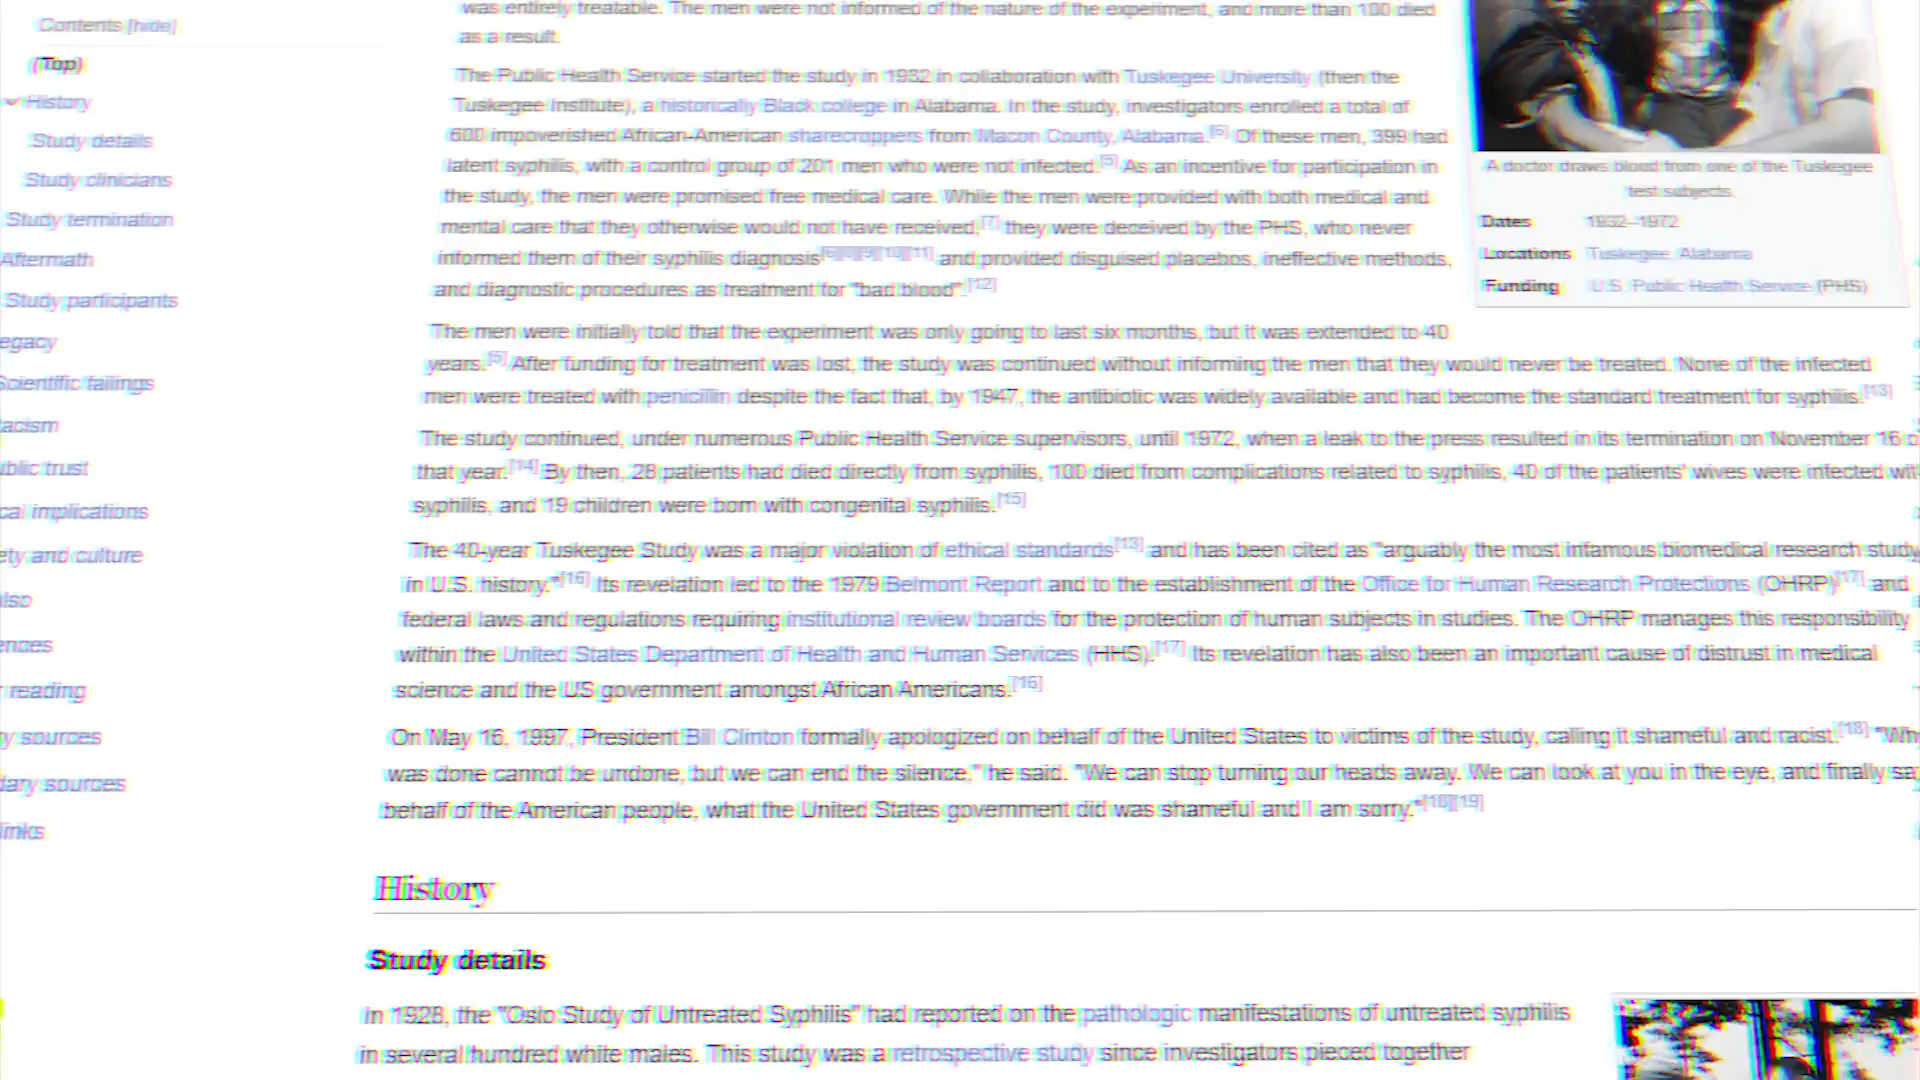 Contents [hide]
(Top)
History
Study details
Study clinicians
Study termination
Aftermath
Study participants
egacy
Scientific failings
acism
ublic trust
cal implications
ety and culture
also
ences
reading
y sources
dary sources
links
was entirely treatable. The men were not informed of the nature of the experiment, and more than 100 died
as a result.
The Public Health Service started the study in 1932 in collaboration with Tuskegee University (then the
Tuskegee Institute), a historically Black college in Alabama. In the study, investigators enrolled a total of
600 impoverished African-American sharecroppers from Macon County, Alabama.[6] Of these men, 399 had
latent syphilis, with a control group of 201 men who were not infected.[5] As an incentive for participation in
the study, the men were promised free medical care. While the men were provided with both medical and
mental care that they otherwise would not have received,[7] they were deceived by the PHS, who never
informed them of their syphilis diagnosis[6][8][9][10][11] and provided disguised placebos, ineffective methods,
and diagnostic procedures as treatment for "bad blood".[12]
The men were initially told that the experiment was only going to last six months, but it was extended to 40
years.[5] After funding for treatment was lost, the study was continued without informing the men that they would never be treated. None of the infected
men were treated with penicillin despite the fact that, by 1947, the antibiotic was widely available and had become the standard treatment for syphilis.[13]
The study continued, under numerous Public Health Service supervisors, until 1972, when a leak to the press resulted in its termination on November 16 o
that year.[14] By then, 28 patients had died directly from syphilis, 100 died from complications related to syphilis, 40 of the patients' wives were infected wit
syphilis, and 19 children were born with congenital syphilis.[15]
The 40-year Tuskegee Study was a major violation of ethical standards[13] and has been cited as "arguably the most infamous biomedical research study
in U.S. history."[16] Its revelation led to the 1979 Belmont Report and to the establishment of the Office for Human Research Protections (OHRP)[17] and
federal laws and regulations requiring institutional review boards for the protection of human subjects in studies. The OHRP manages this responsibility
within the United States Department of Health and Human Services (HHS).[17] Its revelation has also been an important cause of distrust in medical
science and the US government amongst African Americans.[16]
On May 16, 1997, President Bill Clinton formally apologized on behalf of the United States to victims of the study, calling it shameful and racist.[18] "Wh
was done cannot be undone, but we can end the silence," he said. "We can stop turning our heads away. We can look at you in the eye, and finally sa
behalf of the American people, what the United States government did was shameful and I am sorry."[18][19]
A doctor draws blood from one of the Tuskegee
test subjects.
Dates 1932–1972
Locations Tuskegee, Alabama
Funding U.S. Public Health Service (PHS)
History
Study details
In 1928, the "Oslo Study of Untreated Syphilis" had reported on the pathologic manifestations of untreated syphilis
in several hundred white males. This study was a retrospective study since investigators pieced together